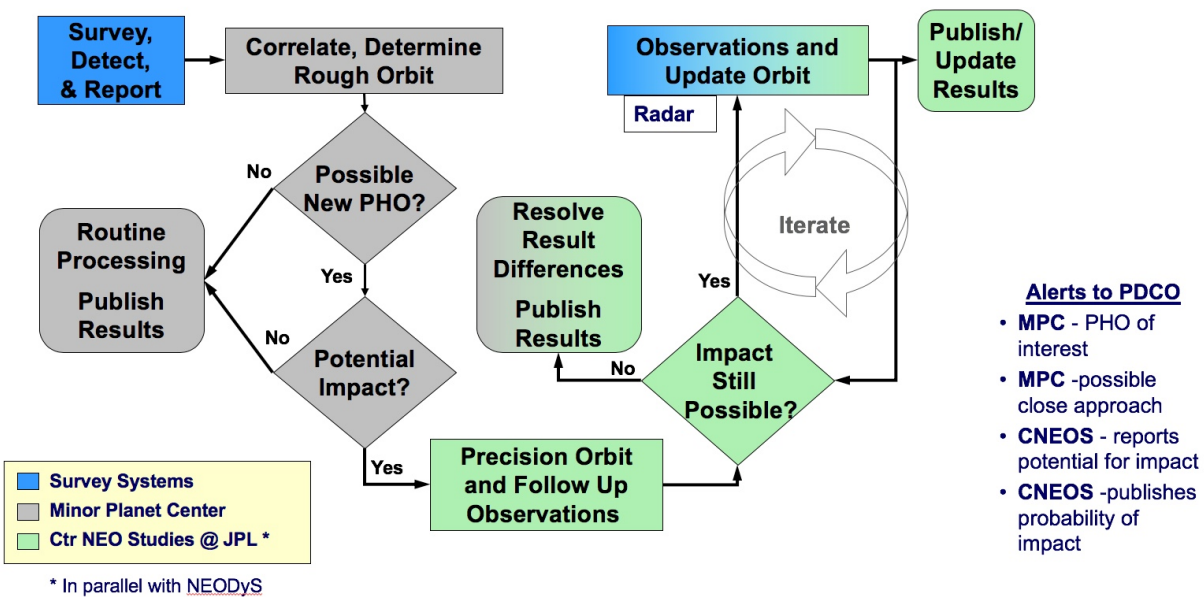 Survey,
Detect,
& Report
Correlate, Determine
Rough Orbit
Observations and
Update Orbit
Radar
Publish/
Update
Results
No
Possible
New PHO?
Routine
Processing
Publish
Results
Yes
No
Potential
Impact?
Yes
Precision Orbit
and Follow Up
Observations
Resolve
Result
Differences
Publish
Results
No
Impact
Still
Possible?
Yes
Iterate
Alerts to PDCO
• MPC - PHO of
interest
• MPC -possible
close approach
• CNEOS - reports
potential for impact
• CNEOS -publishes
probability of
impact
Survey Systems
Minor Planet Center
Ctr NEO Studies @ JPL *
* In parallel with NEODyS